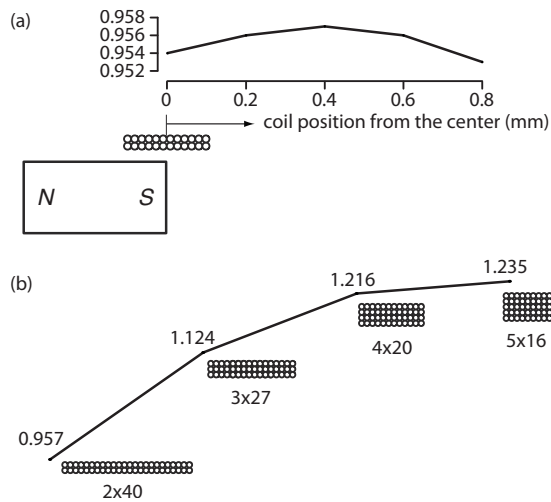 (a)
0.958
0.956
0.954
0.952
0 0.2 0.4 0.6 0.8
coil position from the center (mm)
N S
(b)
0.957
1.124
1.216
1.235
2x40
3x27
4x20
5x16